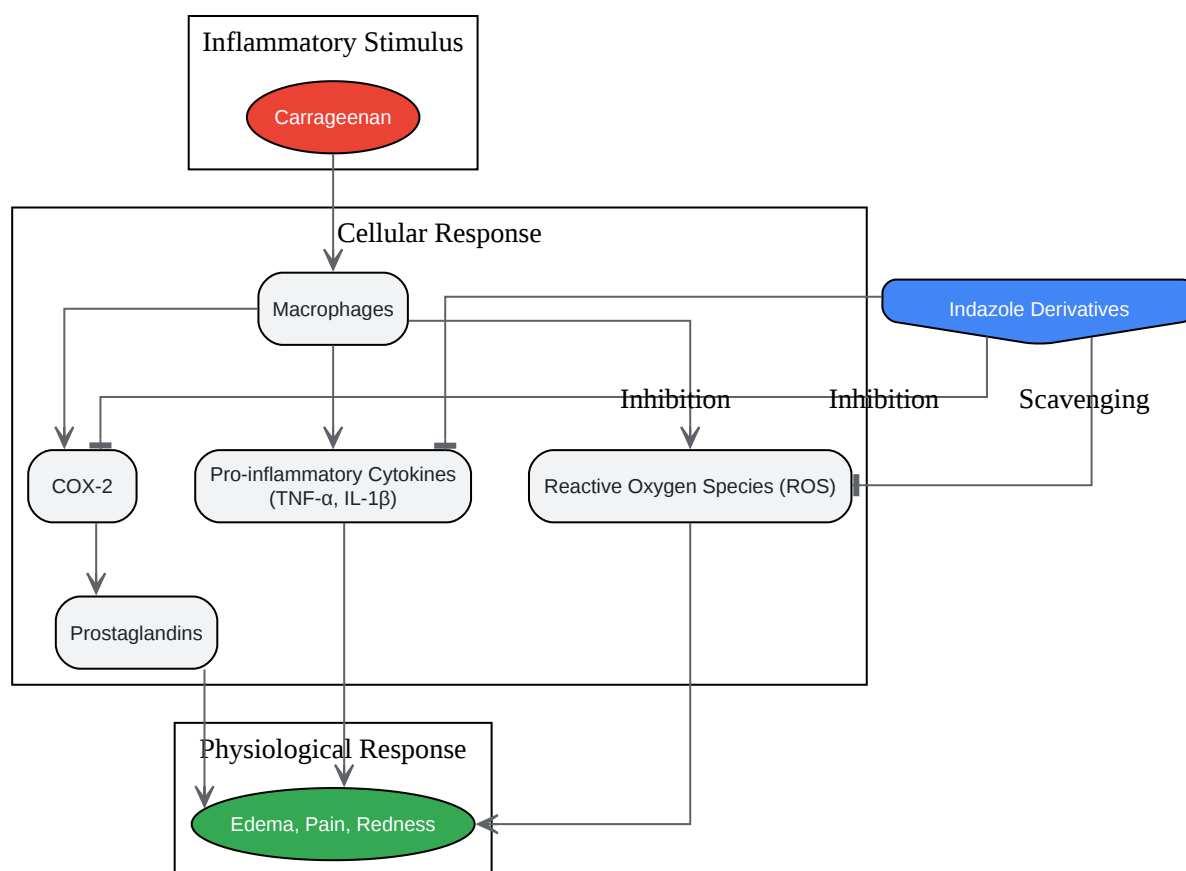 Inflammatory Stimulus
Carrageenan
Cellular Response
Macrophages
Indazole Derivatives
Inhibition
Inhibition
Scavenging
COX-2
Pro-inflammatory Cytokines
(TNF-α, IL-1β)
Reactive Oxygen Species (ROS)
Prostaglandins
Physiological Response
Edema, Pain, Redness